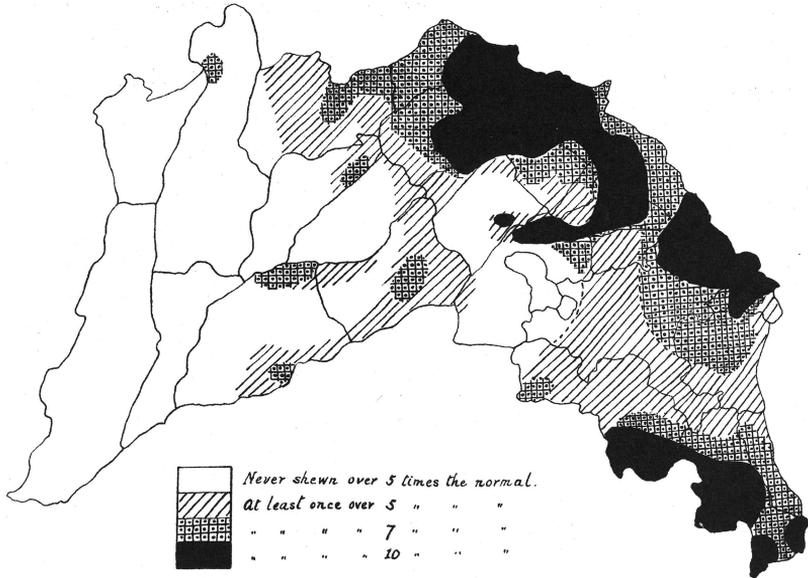 Never shewn over 5 times the normal.
At least once over 5 " " "
" " " " 7 " " "
" " " " 10 " " "